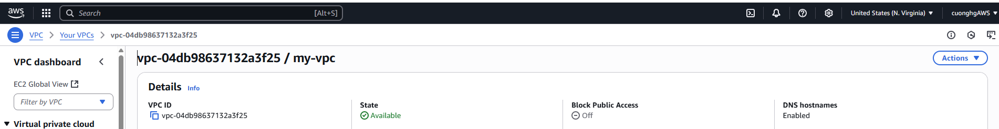 aws
Search [Alt+S]
United States (N. Virginia)
cuonghgAWS
VPC
Your VPCs
vpc-04db98637132a3f25
VPC dashboard
EC2 Global View
Filter by VPC
Virtual private cloud
vpc-04db98637132a3f25 / my-vpc
Actions
Details Info
VPC ID
vpc-04db98637132a3f25
State
Available
Block Public Access
Off
DNS hostnames
Enabled